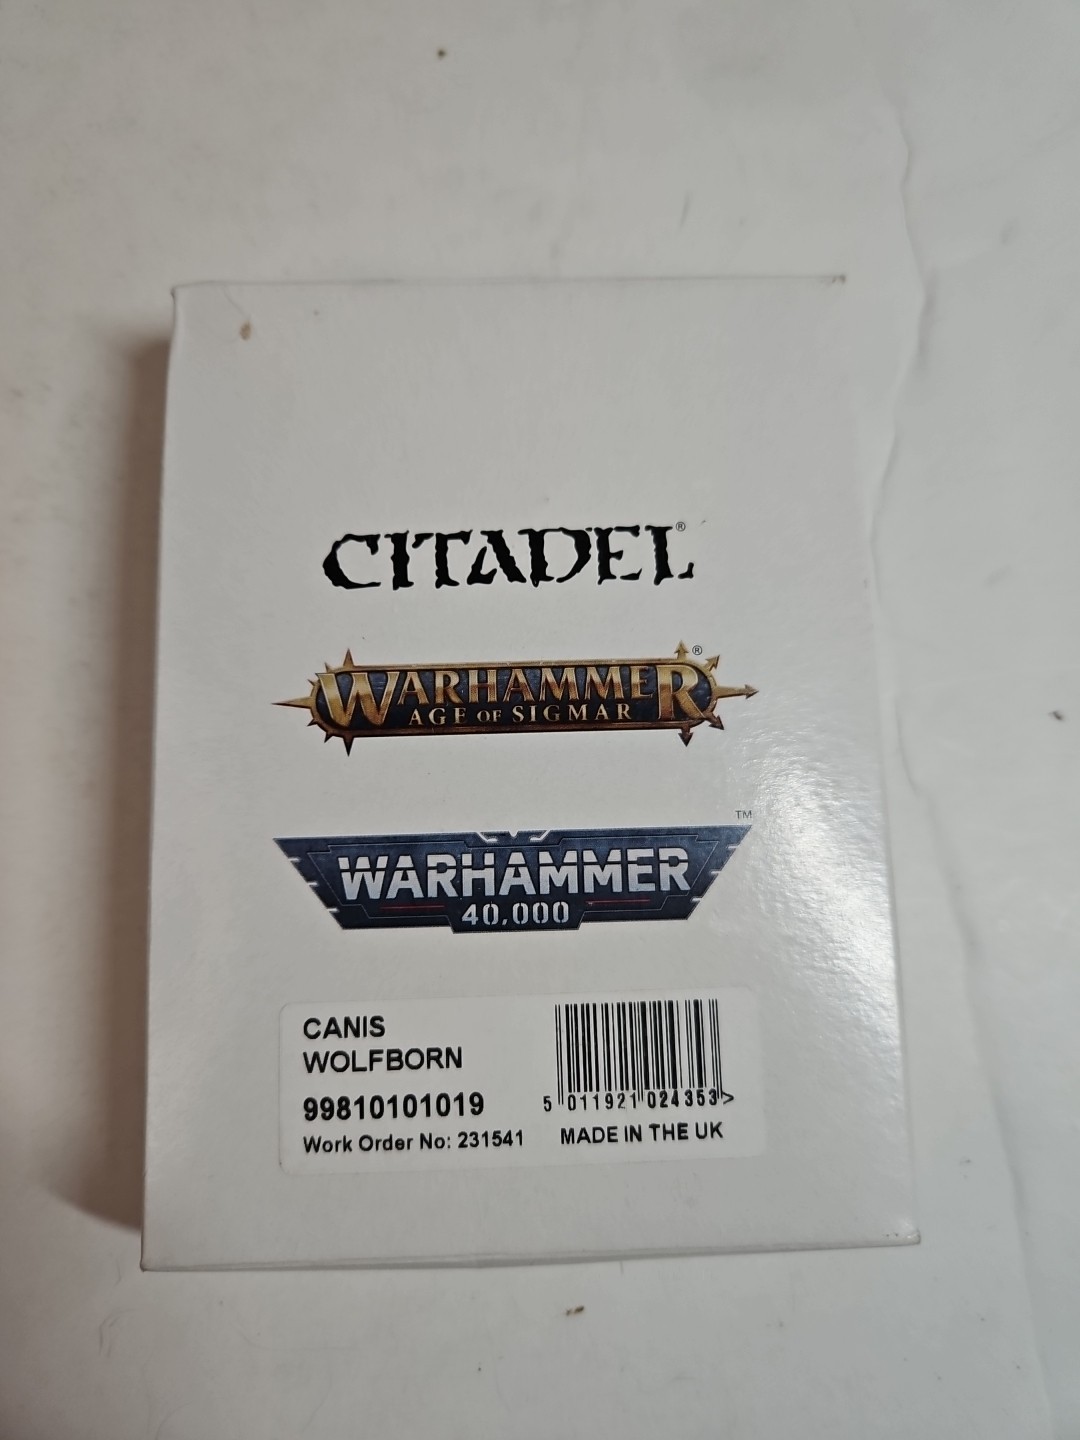 CITADEL®
WARHAMMER®
AGE OF SIGMAR
WARHAMMER™
40,000
CANIS
WOLFBORN
99810101019
Work Order No: 231541
5 011921 024353 >
MADE IN THE UK